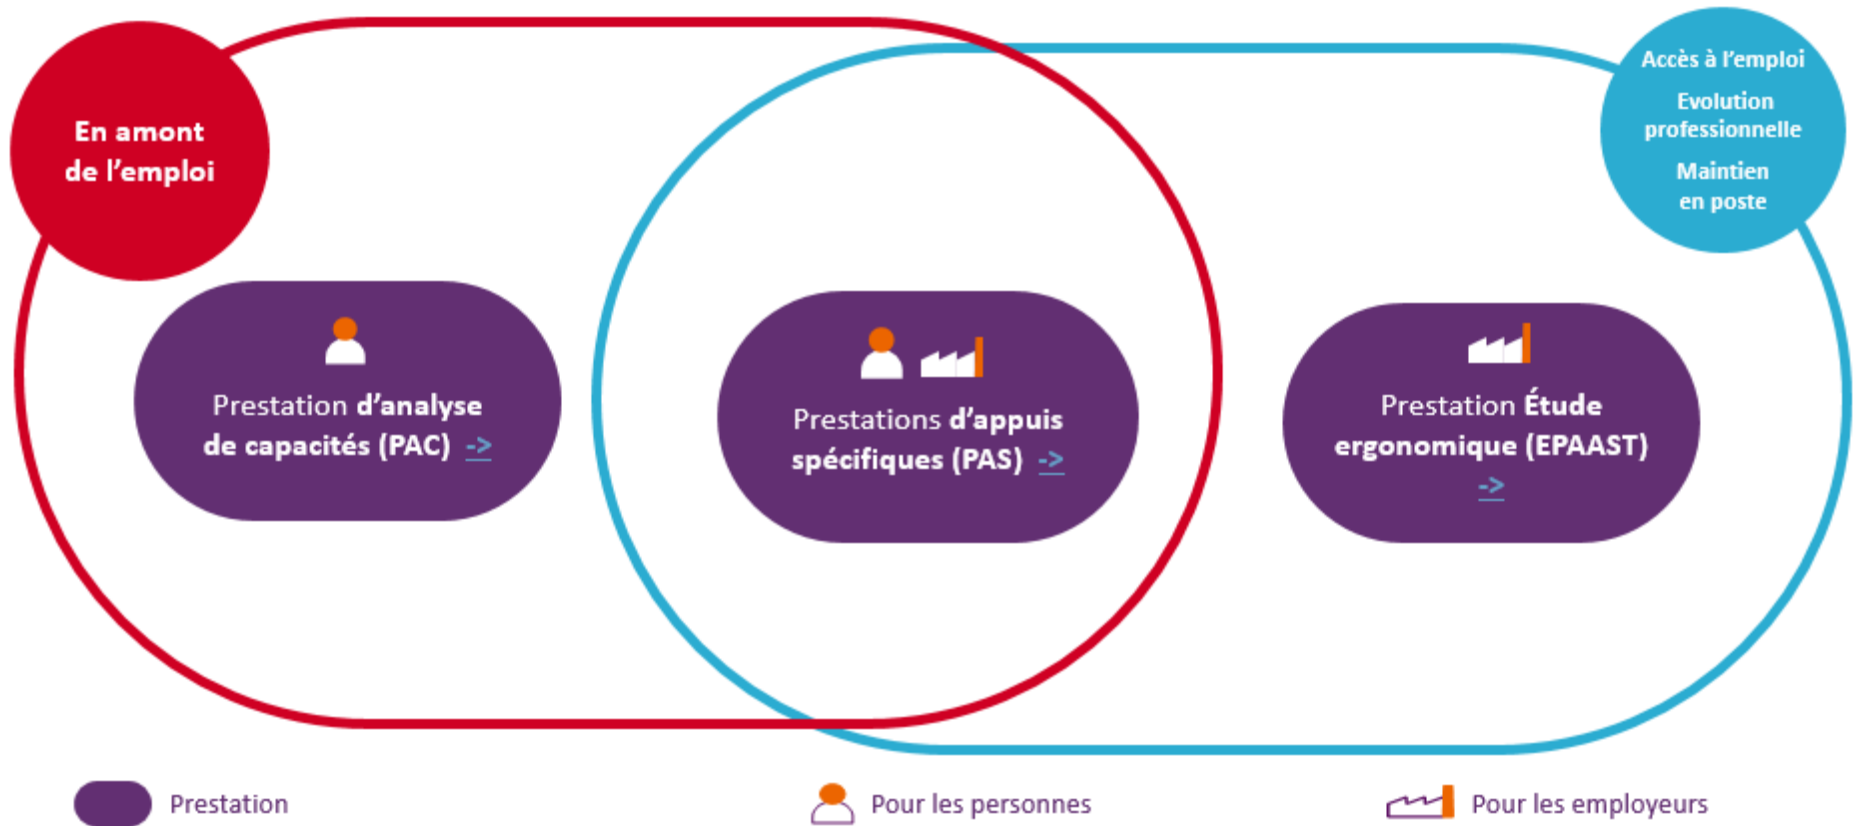 En amont
de l'emploi
Accès à l'emploi
Evolution
professionnelle
Maintien
en poste
Prestation d'analyse
de capacités (PAC) ->
Prestations d'appuis
spécifiques (PAS) ->
Prestation Étude
ergonomique (EPAAST)
->
Prestation
Pour les personnes
Pour les employeurs